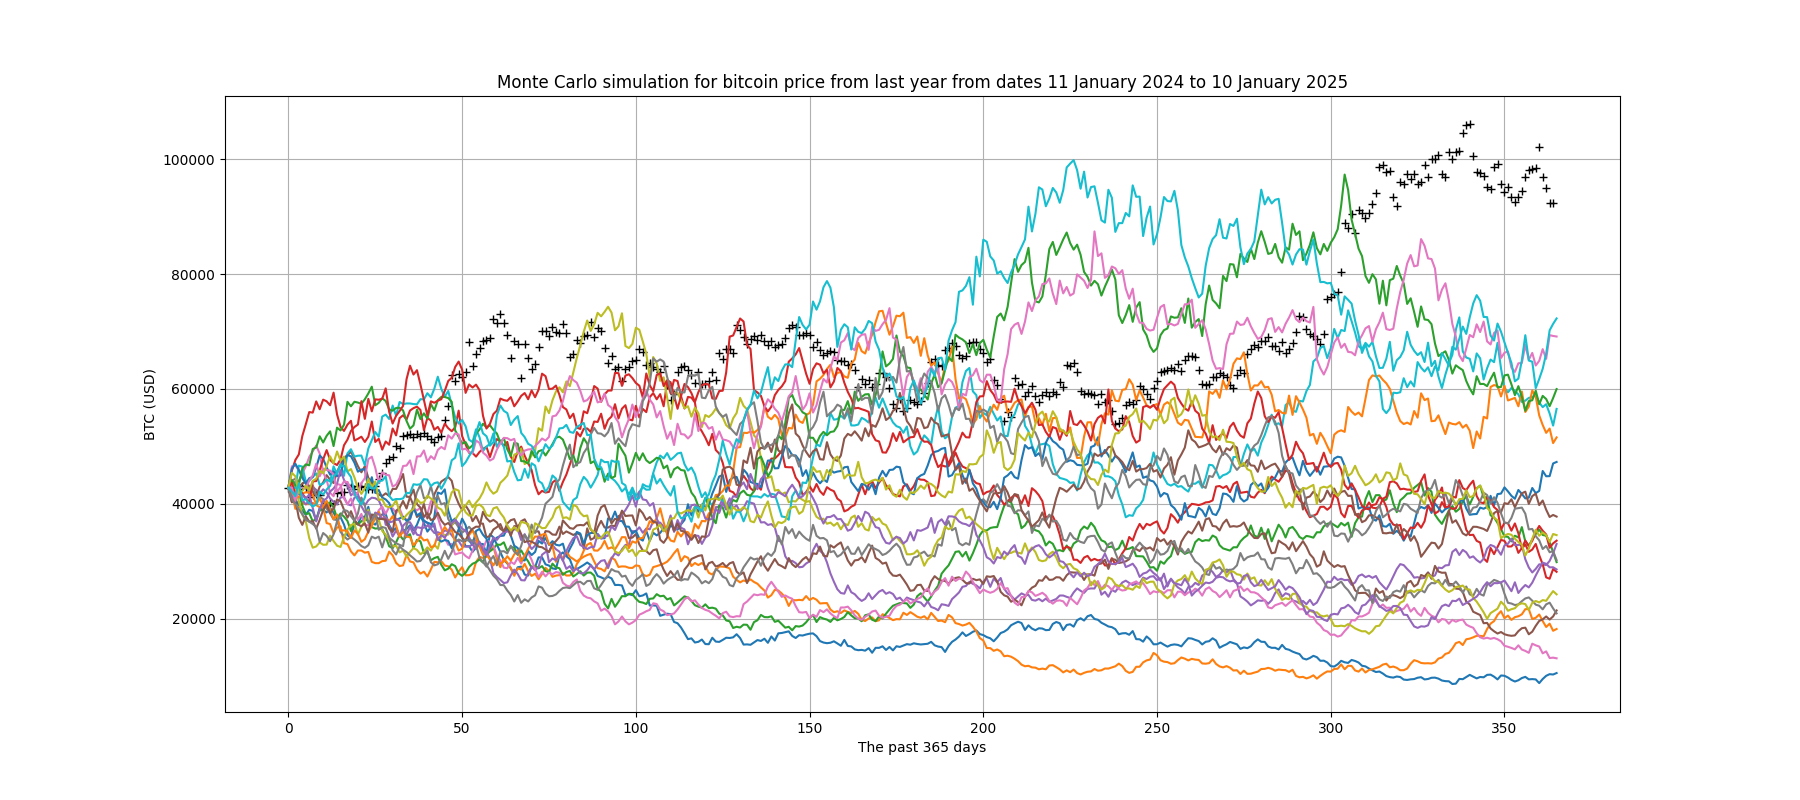 Monte Carlo simulation for bitcoin price from last year from dates 11 January 2024 to 10 January 2025
100000
80000
60000
40000
20000
BTC (USD)
0 50 100 150 200 250 300 350
The past 365 days